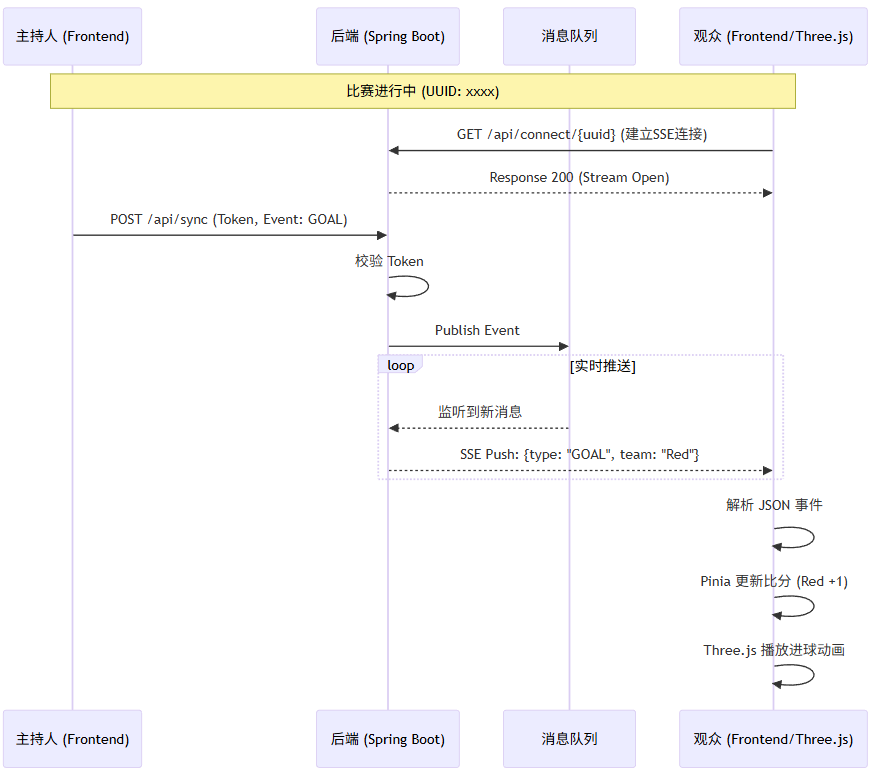 主持人 (Frontend)
后端 (Spring Boot)
消息队列
观众 (Frontend/Three.js)
比赛进行中 (UUID: xxxx)
GET /api/connect/{uuid} (建立SSE连接)
Response 200 (Stream Open)
POST /api/sync (Token, Event: GOAL)
校验 Token
Publish Event
loop
[实时推送]
监听到新消息
SSE Push: {type: "GOAL", team: "Red"}
解析 JSON 事件
Pinia 更新比分 (Red +1)
Three.js 播放进球动画
主持人 (Frontend)
后端 (Spring Boot)
消息队列
观众 (Frontend/Three.js)